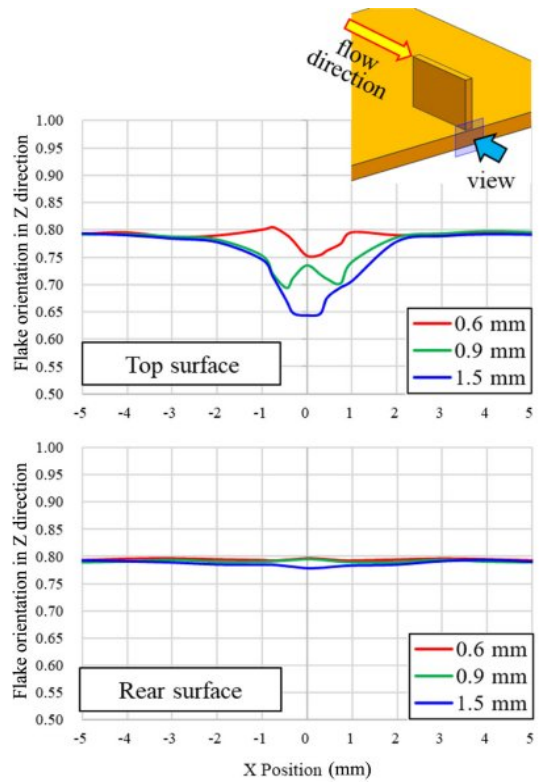 flow
direction
view
Flake orientation in Z direction
1.00
0.95
0.90
0.85
0.80
0.75
0.70
0.65
0.60
0.55
0.50
Top surface
0.6 mm
0.9 mm
1.5 mm
-5 -4 -3 -2 -1 0 1 2 3 4 5
Flake orientation in Z direction
1.00
0.95
0.90
0.85
0.80
0.75
0.70
0.65
0.60
0.55
0.50
Rear surface
0.6 mm
0.9 mm
1.5 mm
-5 -4 -3 -2 -1 0 1 2 3 4 5
X Position (mm)